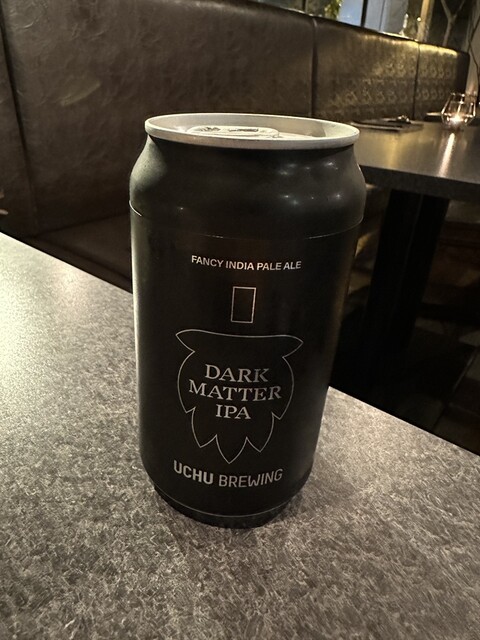 FANCY INDIA PALE ALE
DARK
MATTER
IPA
UCHU BREWING